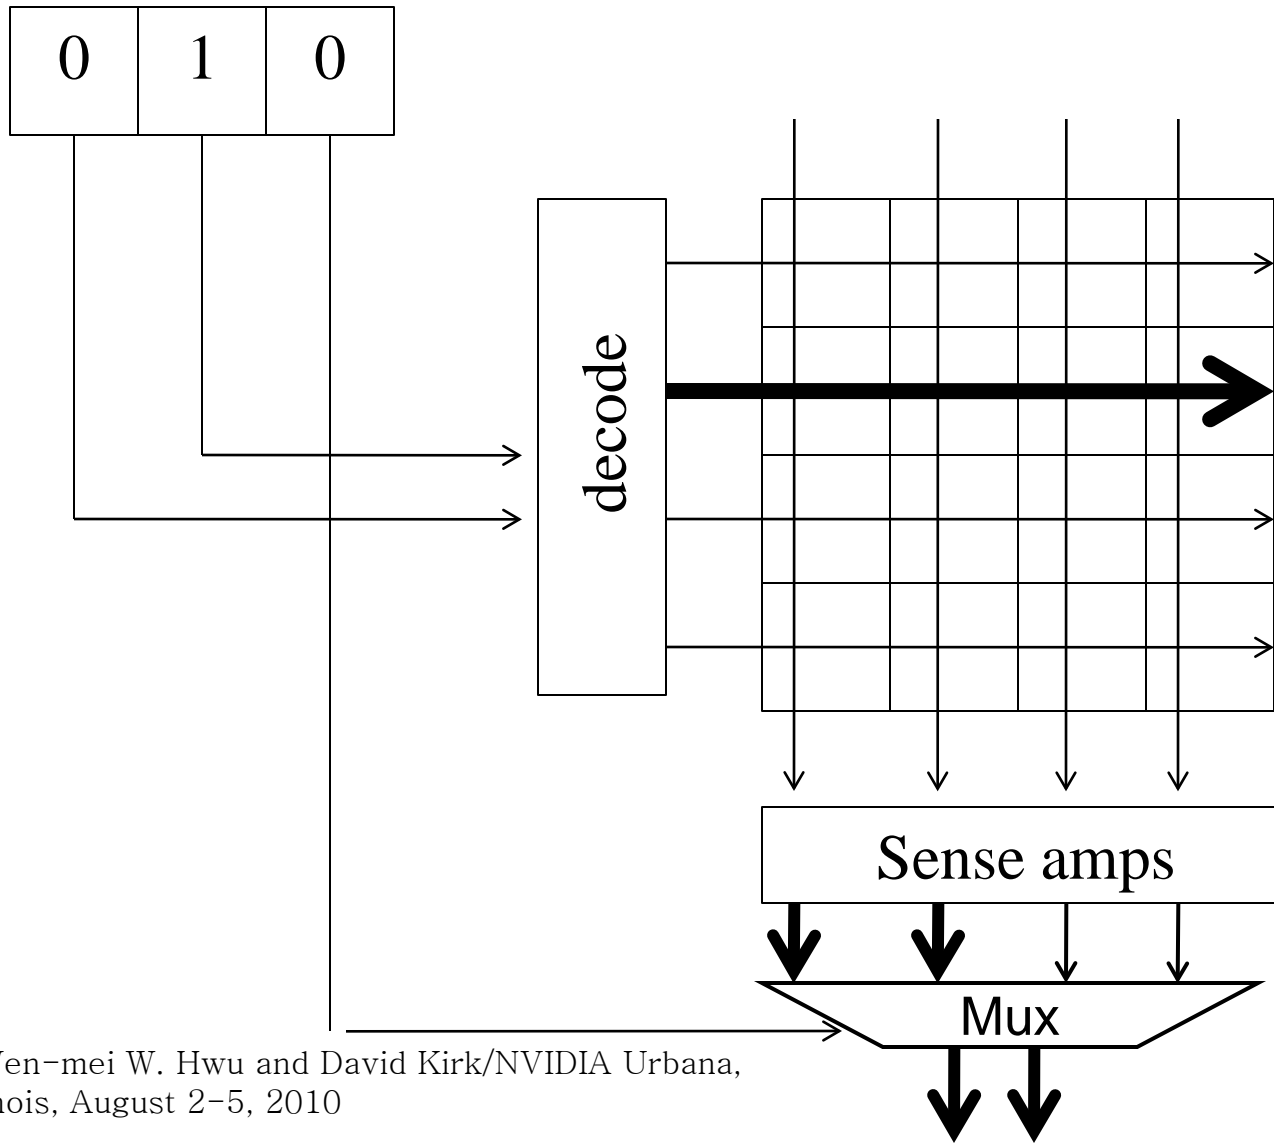 0 1 0
decode
Sense amps
Mux
en-mei W. Hwu and David Kirk/NVIDIA Urbana,
nois, August 2-5, 2010